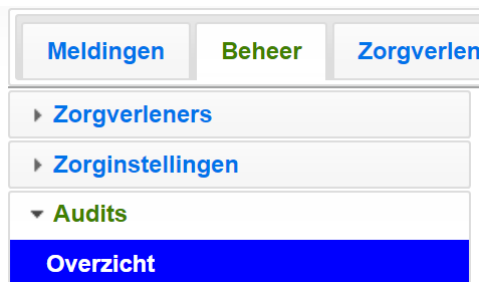 Meldingen Beheer Zorgverlen
Zorgverleners
Zorginstellingen
Audits
Overzicht